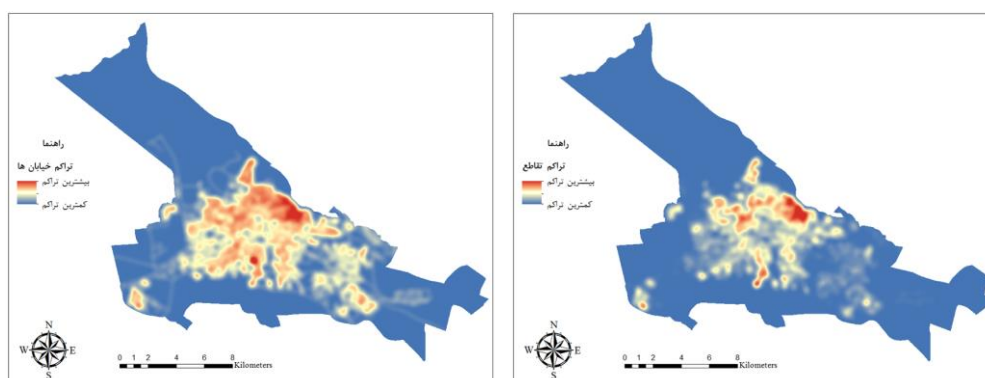 راهنما
تراکم خیابان ها
بیشترین تراکم
کمترین تراکم
N
W E
S
0 1 2 4 6 8
Kilometers
راهنما
تراکم تقاطع
بیشترین تراکم
کمترین تراکم
N
W E
S
0 1 2 4 6 8
Kilometers